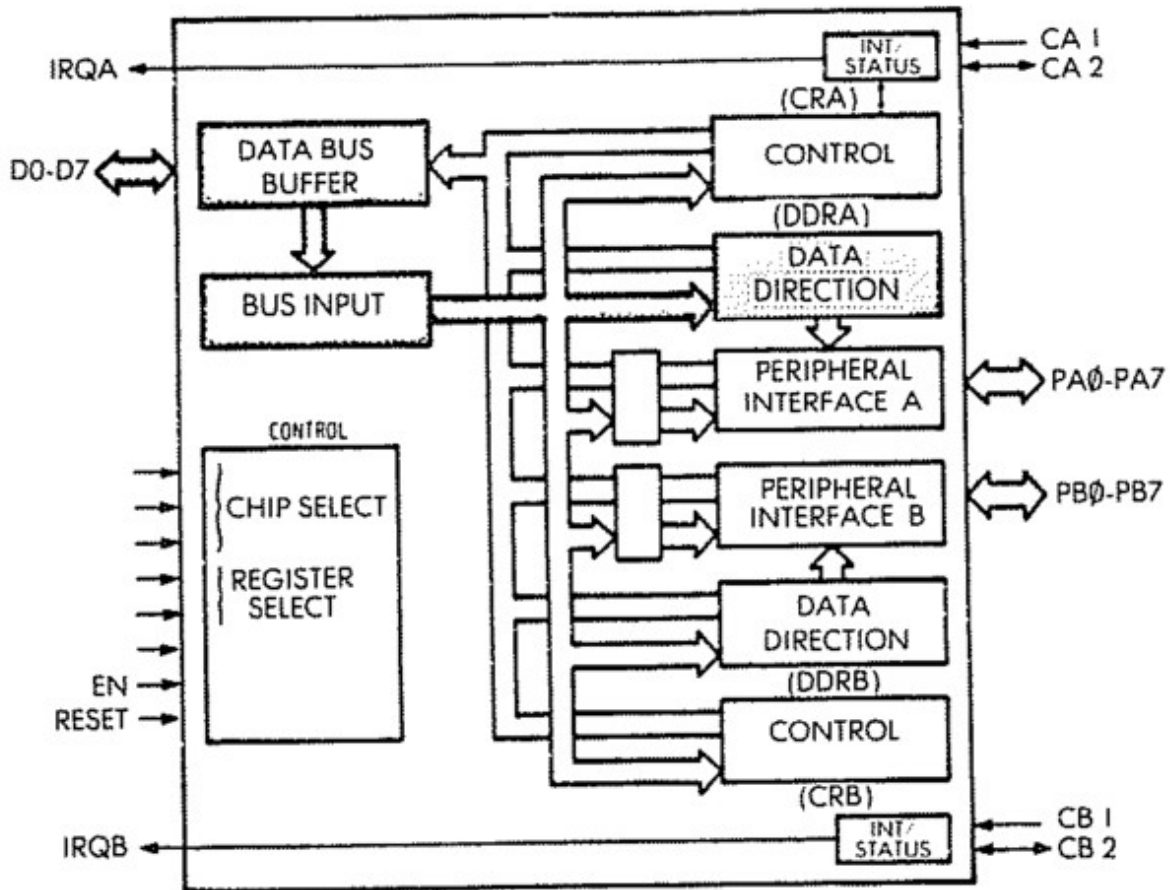 IRQA
INT/
STATUS
CA 1
CA 2
(CRA)
CONTROL
DATA BUS
BUFFER
D0-D7
(DDRA)
DATA
DIRECTION
BUS INPUT
PERIPHERAL
INTERFACE A
PAØ-PA7
CONTROL
CHIP SELECT
REGISTER
SELECT
PERIPHERAL
INTERFACE B
PBØ-PB7
DATA
DIRECTION
(DDRB)
EN
RESET
CONTROL
(CRB)
IRQB
INT/
STATUS
CB 1
CB 2